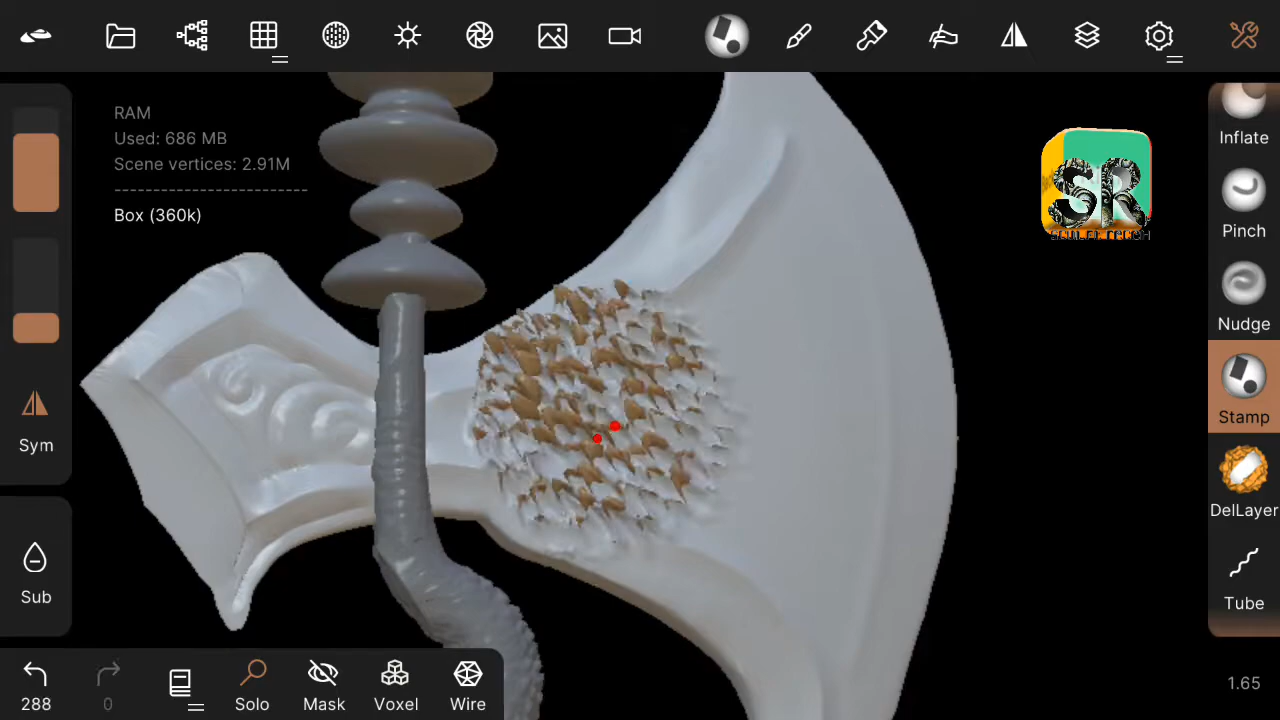 RAM
Used: 686 MB
Scene vertices: 2.91M
-------------------------
Box (360k)
SR
Sym
Sub
Inflate
Pinch
Nudge
Stamp
DelLayer
Tube
288
0
Solo
Mask
Voxel
Wire
1.65